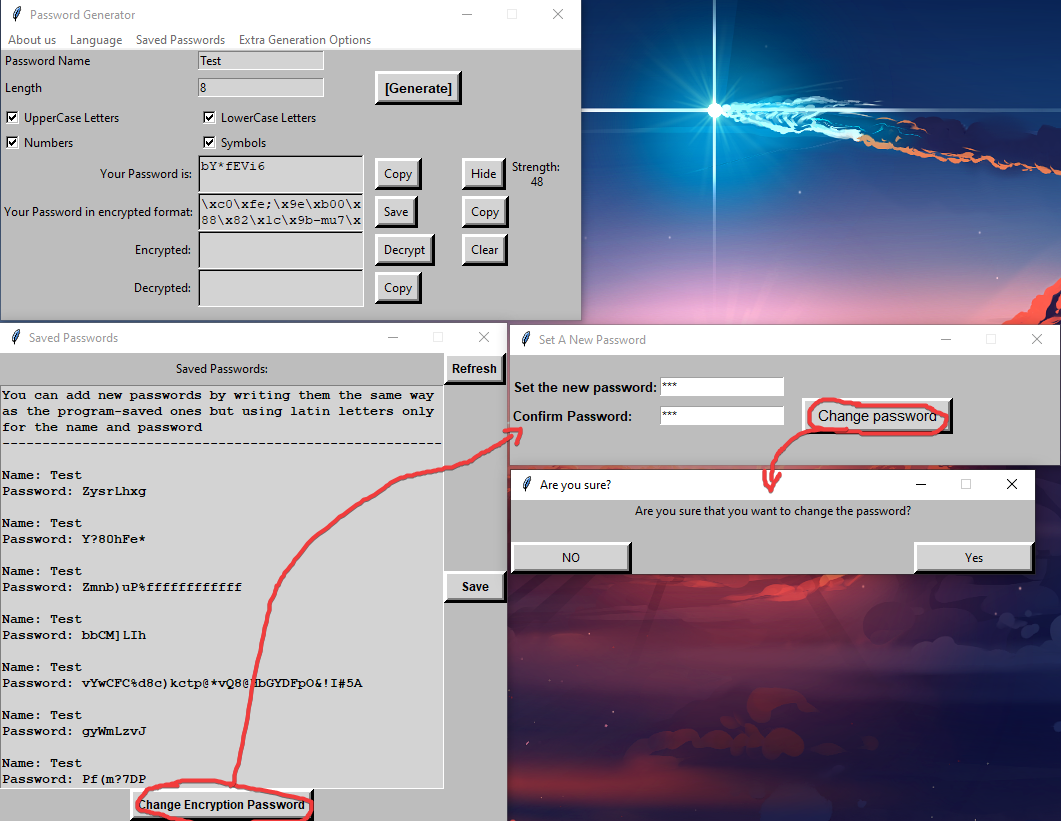 Password Generator
About us Language Saved Passwords Extra Generation Options
Password Name Test
Length 8 [Generate]
UpperCase Letters LowerCase Letters
Numbers Symbols
Your Password is: bY*fEVi6 Copy Hide Strength:
48
Your Password in encrypted format: \xc0\xfe;\x9e\xb00\x Save Copy
88\x82\x1c\x9b-mu7\x
Encrypted: Decrypt Clear
Decrypted: Copy
Saved Passwords
Saved Passwords: Refresh
You can add new passwords by writing them the same way
as the program-saved ones but using latin letters only
for the name and password
-------------------------------------------------------
Name: Test
Password: ZysrLhxg
Name: Test
Password: Y?80hFe*
Name: Test
Password: Zmnb)uP%fffffffffffff
Save
Name: Test
Password: bbCM]LIh
Name: Test
Password: vYwCFC%d8c)kctp@*vQ8@
Name: Test
Password: gyWmLzvJ
Name: Test
Password: Pf(m?7DP
Change Encryption Password
Set A New Password
Set the new password: ***
Confirm Password: *** Change password
Are you sure?
Are you sure that you want to change the password?
NO Yes